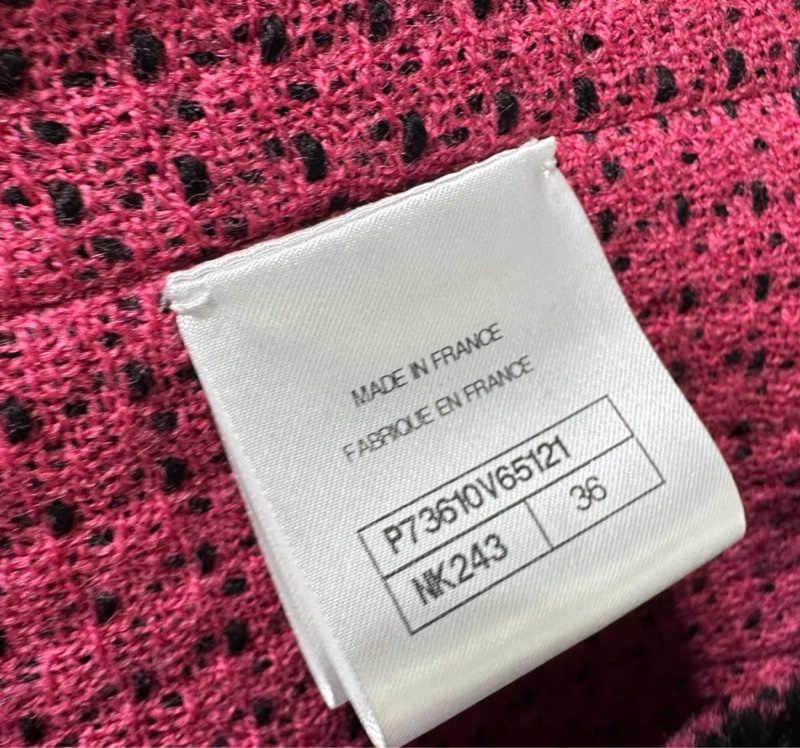 MADE IN FRANCE
FABRIQUE EN FRANCE
P73610V65121
NK243 36